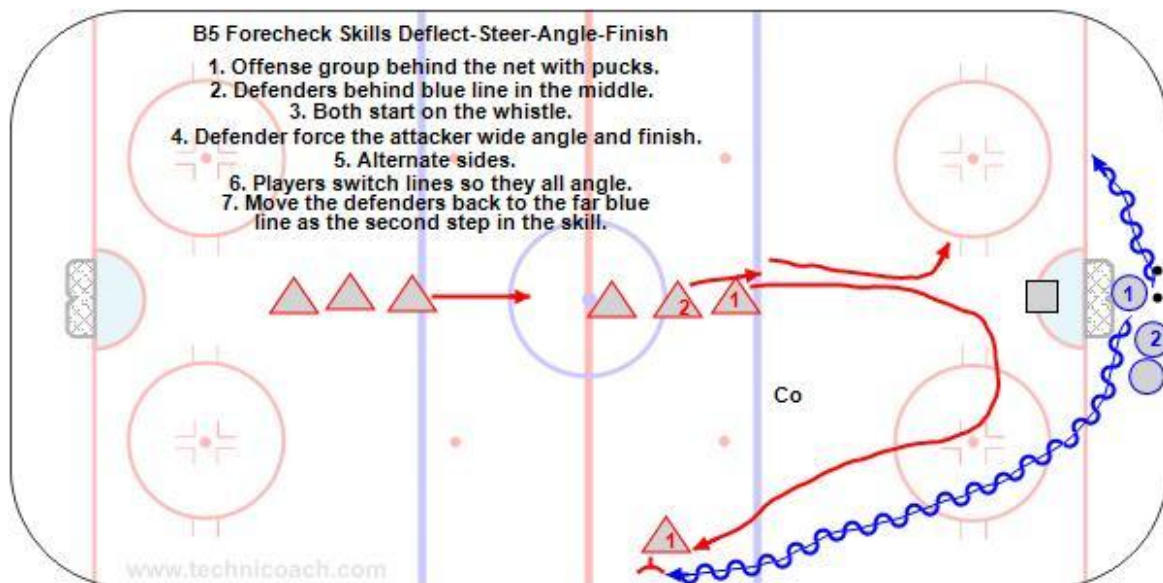 B5 Forecheck Skills Deflect-Steer-Angle-Finish
1. Offense group behind the net with pucks.
2. Defenders behind blue line in the middle.
3. Both start on the whistle.
4. Defender force the attacker wide angle and finish.
5. Alternate sides.
6. Players switch lines so they all angle.
7. Move the defenders back to the far blue
line as the second step in the skill.
2 1
1
2
Co
1
www.technicoach.com